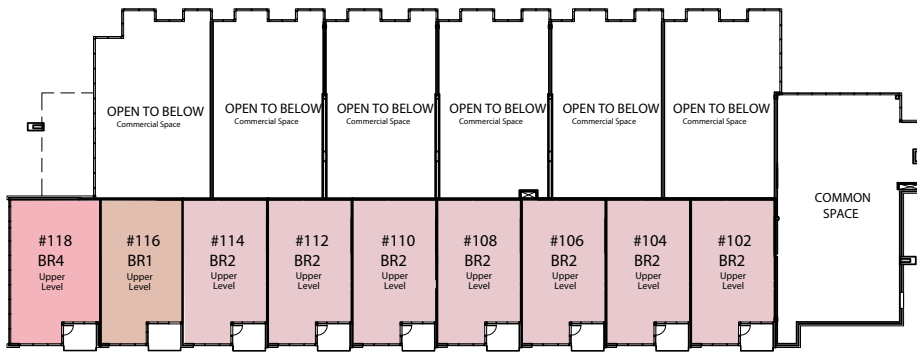 OPEN TO BELOW
Commercial Space
OPEN TO BELOW
Commercial Space
OPEN TO BELOW
Commercial Space
OPEN TO BELOW
Commercial Space
OPEN TO BELOW
Commercial Space
OPEN TO BELOW
Commercial Space
COMMON
SPACE
#118
BR4
Upper
Level
#116
BR1
Upper
Level
#114
BR2
Upper
Level
#112
BR2
Upper
Level
#110
BR2
Upper
Level
#108
BR2
Upper
Level
#106
BR2
Upper
Level
#104
BR2
Upper
Level
#102
BR2
Upper
Level